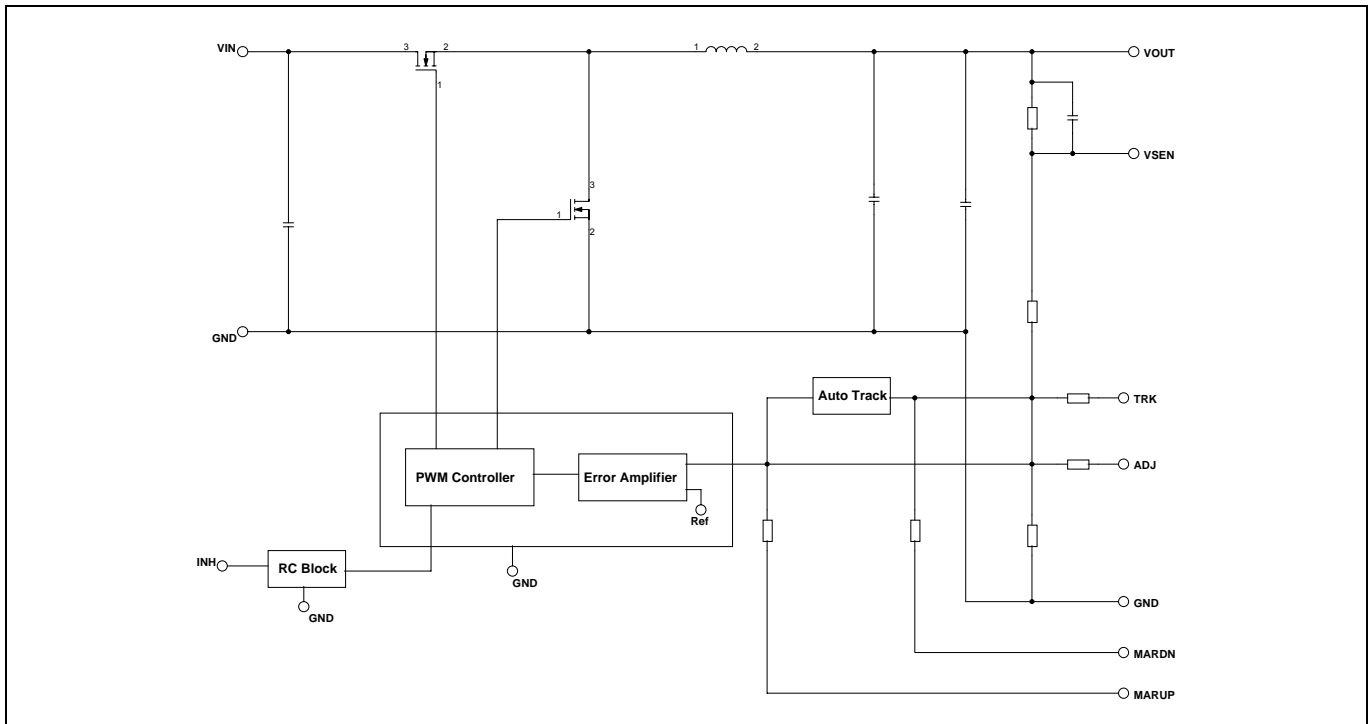 VIN
3
2
1
1
2
VOUT
VSEN
3
1
2
GND
Auto Track
TRK
PWM Controller
Error Amplifier
ADJ
Ref
INH
RC Block
GND
GND
GND
MARDN
MARUP